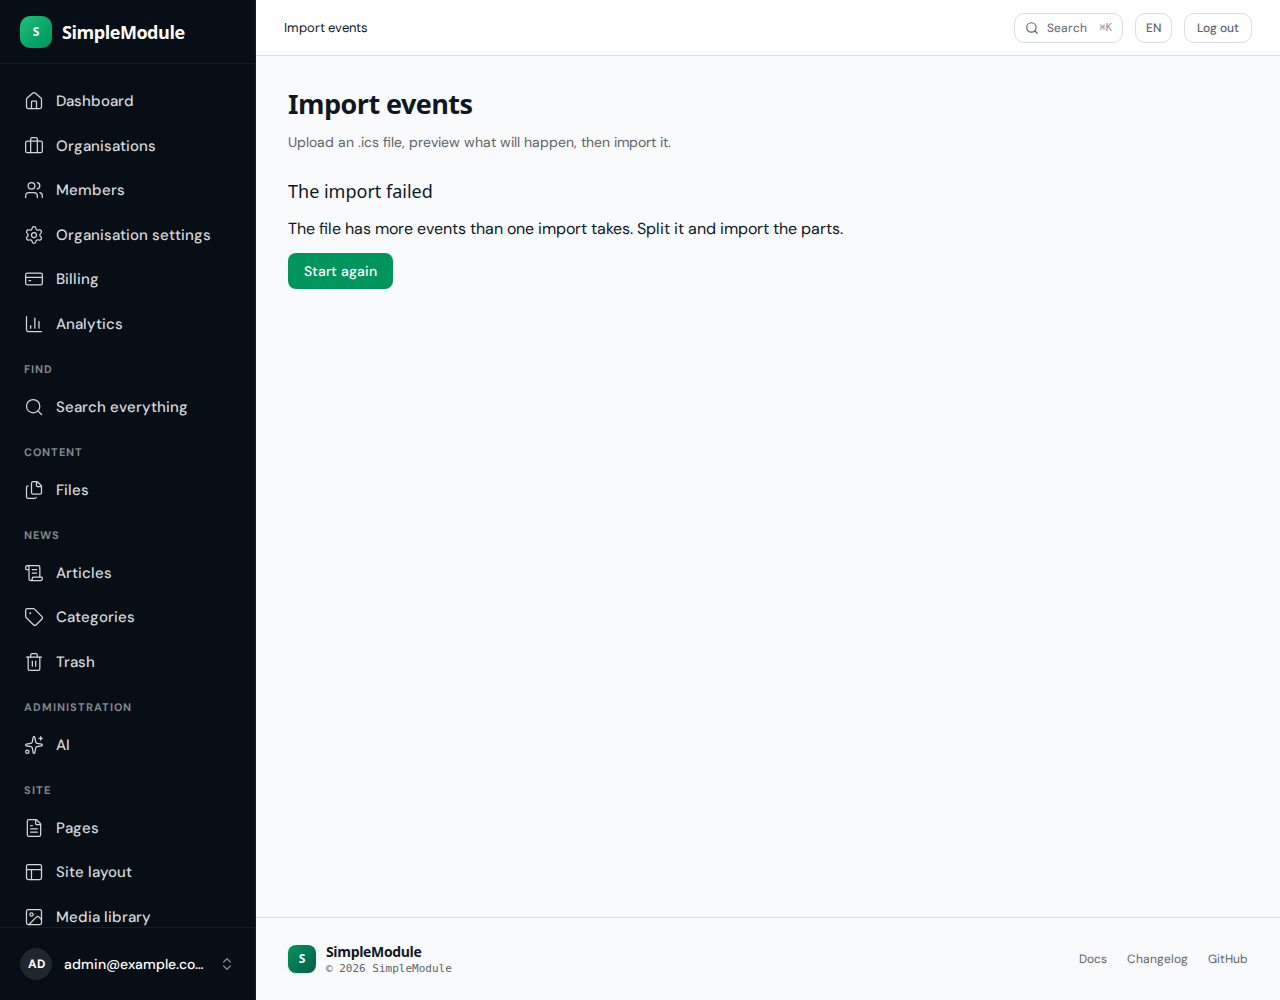 S
SimpleModule
Dashboard
Organisations
Members
Organisation settings
Billing
Analytics
FIND
Search everything
CONTENT
Files
NEWS
Articles
Categories
Trash
ADMINISTRATION
AI
SITE
Pages
Site layout
Media library
AD
admin@example.co...
Import events
Search ⌘K
EN
Log out
Import events
Upload an .ics file, preview what will happen, then import it.
The import failed
The file has more events than one import takes. Split it and import the parts.
Start again
S
SimpleModule
© 2026 SimpleModule
Docs
Changelog
GitHub